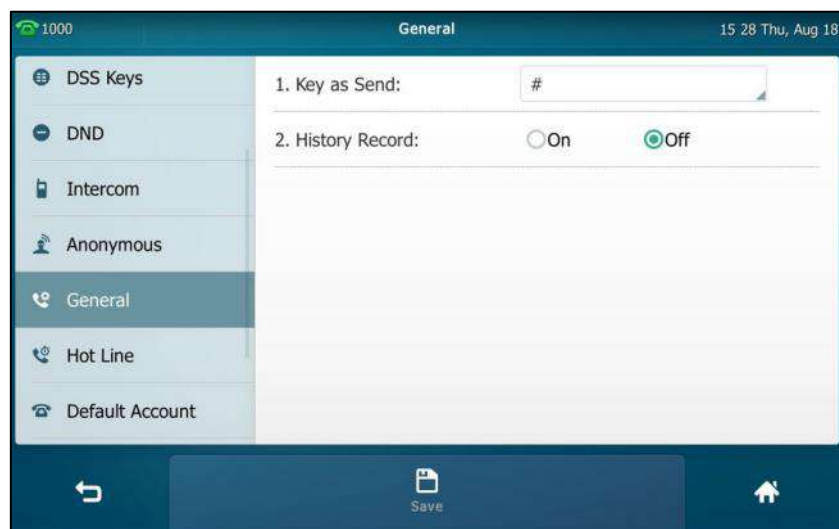 1000 General 15 28 Thu, Aug 18
DSS Keys
DND
Intercom
Anonymous
General
Hot Line
Default Account
1. Key as Send: #
2. History Record: On Off
Save